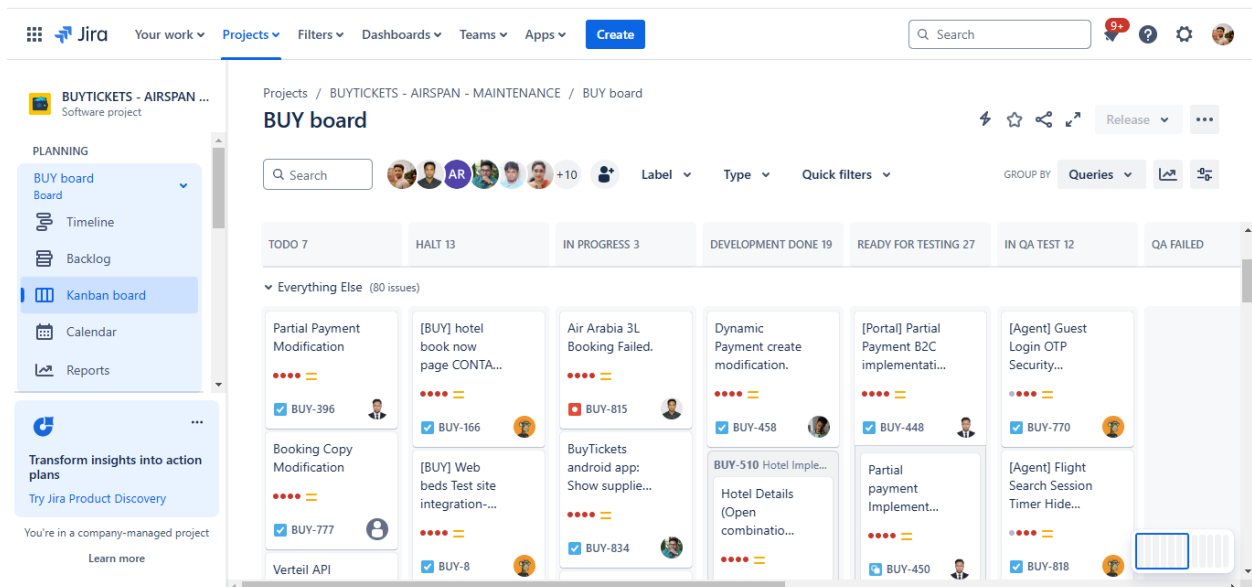 Jira Your work Projects Filters Dashboards Teams Apps Create Search 9+
BUYTICKETS - AIRSPAN ...
Software project
PLANNING
BUY board
Board
Timeline
Backlog
Kanban board
Calendar
Reports
Transform insights into action
plans
Try Jira Product Discovery
You're in a company-managed project
Learn more
Projects / BUYTICKETS - AIRSPAN - MAINTENANCE / BUY board
BUY board
Release
Search AR +10 Label Type Quick filters GROUP BY Queries
TODO 7 HALT 13 IN PROGRESS 3 DEVELOPMENT DONE 19 READY FOR TESTING 27 IN QA TEST 12 QA FAILED
Everything Else (80 issues)
Partial Payment
Modification
BUY-396
Booking Copy
Modification
BUY-777
Verteil API
[BUY] hotel
book now
page CONTA...
BUY-166
[BUY] Web
beds Test site
integration-...
BUY-8
Air Arabia 3L
Booking Failed.
BUY-815
BuyTickets
android app:
Show supplie...
BUY-834
Dynamic
Payment create
modification.
BUY-458
BUY-510 Hotel Imple...
Hotel Details
(Open
combinatio...
[Portal] Partial
Payment B2C
implementati...
BUY-448
Partial
payment
Implement...
BUY-450
[Agent] Guest
Login OTP
Security...
BUY-770
[Agent] Flight
Search Session
Timer Hide...
BUY-818